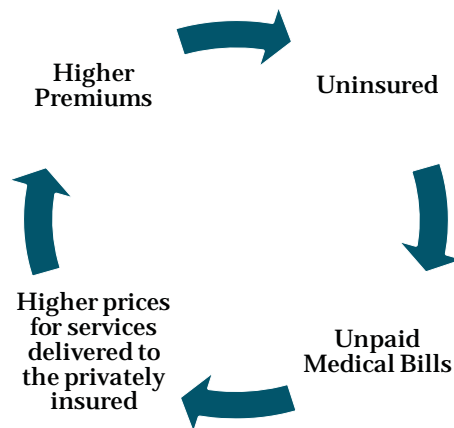 Higher
Premiums
Uninsured
Unpaid
Medical Bills
Higher prices
for services
delivered to
the privately
insured